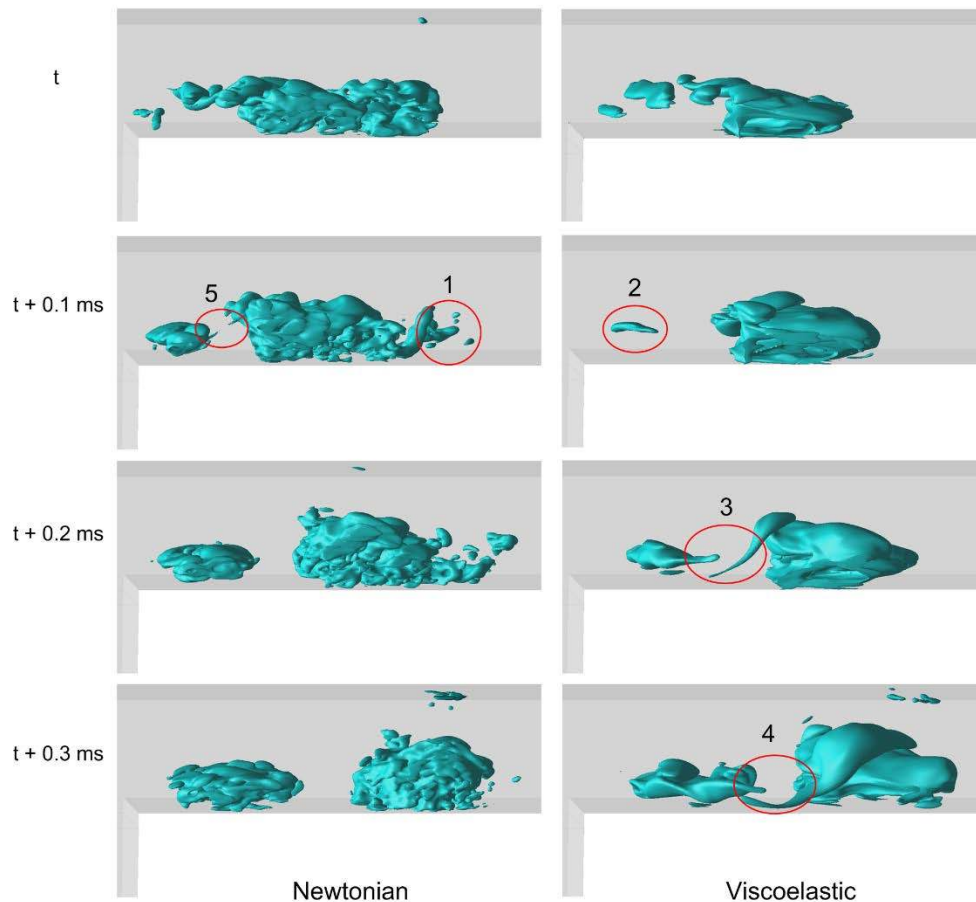 t
t + 0.1 ms
5
1
2
t + 0.2 ms
3
t + 0.3 ms
4
Newtonian
Viscoelastic